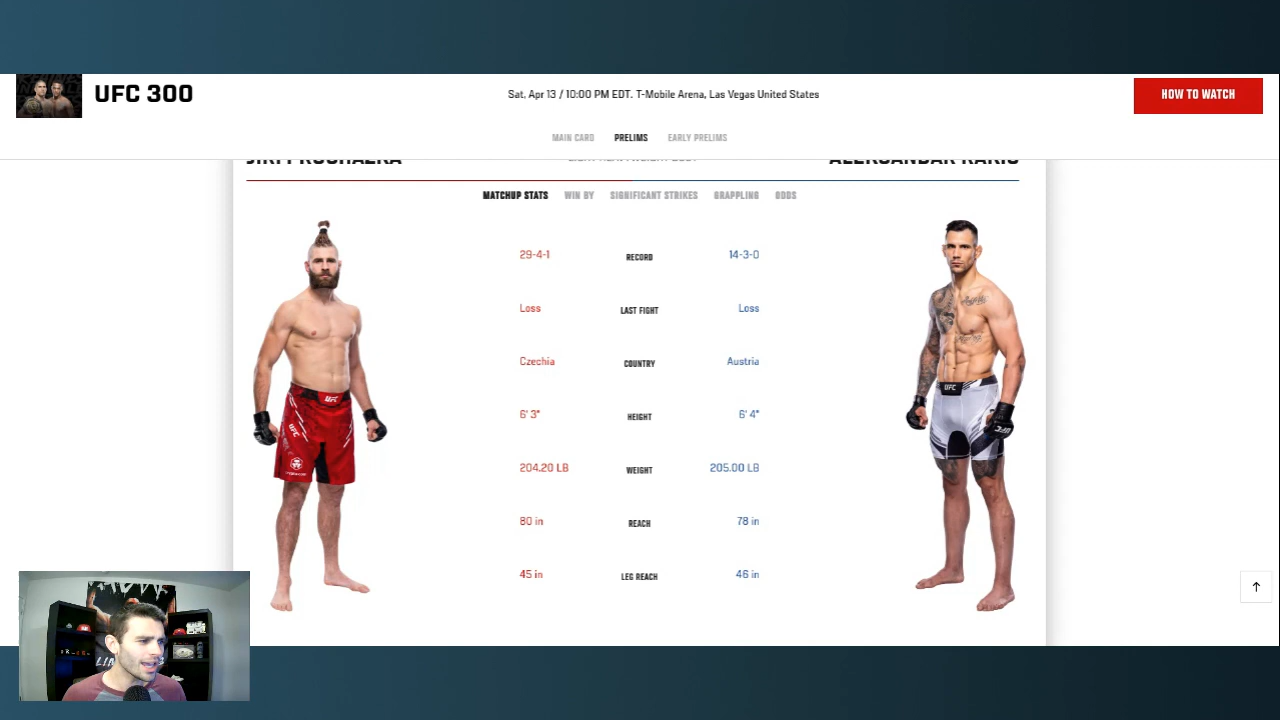 UFC 300
Sat, Apr 13 / 10:00 PM EDT. T-Mobile Arena, Las Vegas United States
HOW TO WATCH
MAIN CARD PRELIMS EARLY PRELIMS
MATCHUP STATS WIN BY SIGNIFICANT STRIKES GRAPPLING ODDS
29-4-1 RECORD 14-3-0
Loss LAST FIGHT Loss
Czechia COUNTRY Austria
6' 3" HEIGHT 6' 4"
204.20 LB WEIGHT 205.00 LB
80 in REACH 78 in
45 in LEG REACH 46 in
UFC
UFC